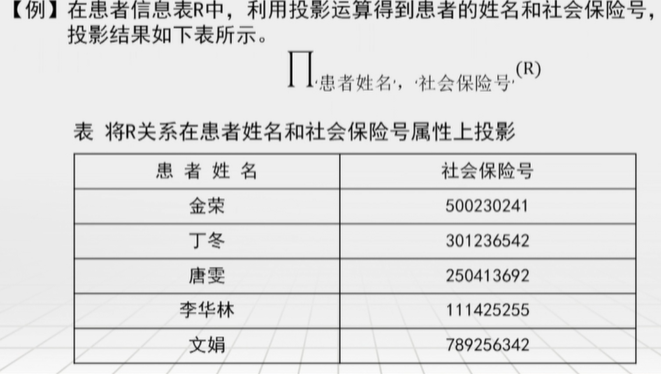 【例】在患者信息表R中，利用投影运算得到患者的姓名和社会保险号，
投影结果如下表所示。
∏'患者姓名'，'社会保险号'(R)
表 将R关系在患者姓名和社会保险号属性上投影
患 者 姓 名 社会保险号
金荣 500230241
丁冬 301236542
唐雯 250413692
李华林 111425255
文娟 789256342